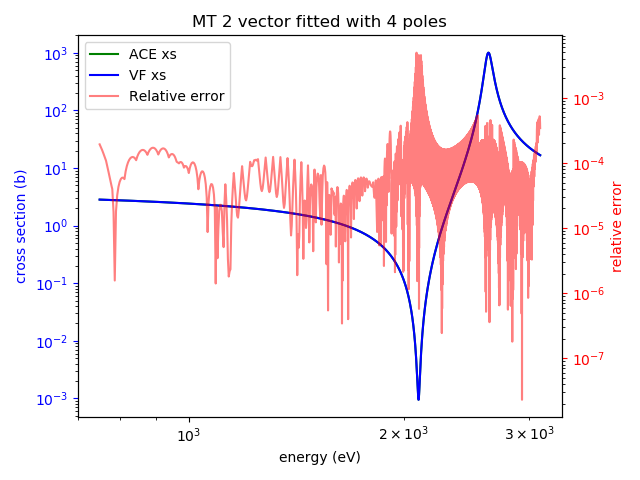 MT 2 vector fitted with 4 poles
ACE xs
VF xs
Relative error
cross section (b)
10³
10²
10¹
10⁰
10⁻¹
10⁻²
10⁻³
10⁻³
10⁻⁴
10⁻⁵
10⁻⁶
10⁻⁷
relative error
10³
2 × 10³
3 × 10³
energy (eV)